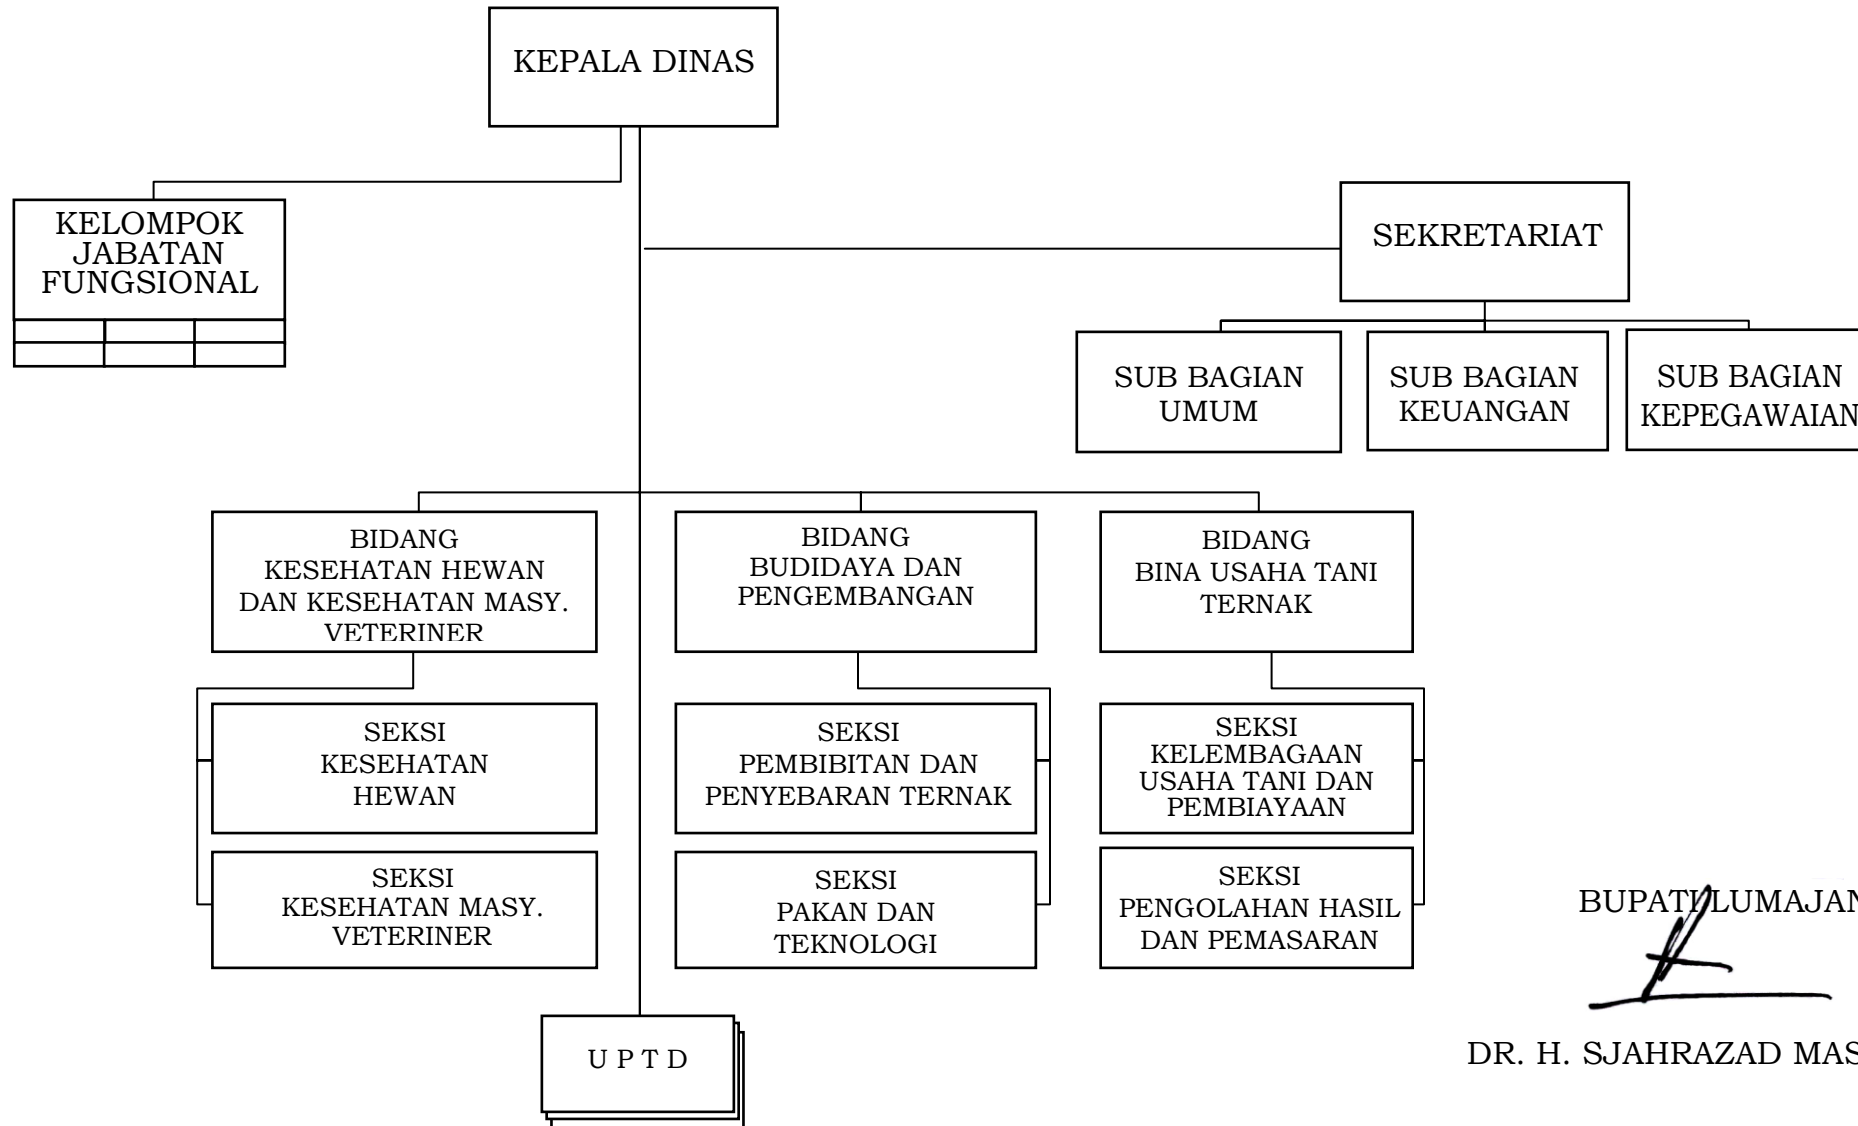 KEPALA DINAS
KELOMPOK
JABATAN
FUNGSIONAL
SEKRETARIAT
SUB BAGIAN
UMUM
SUB BAGIAN
KEUANGAN
SUB BAGIAN
KEPEGAWAIAN
BIDANG
KESEHATAN HEWAN
DAN KESEHATAN MASY.
VETERINER
BIDANG
BUDIDAYA DAN
PENGEMBANGAN
BIDANG
BINA USAHA TANI
TERNAK
SEKSI
KESEHATAN
HEWAN
SEKSI
PEMBIBITAN DAN
PENYEBARAN TERNAK
SEKSI
KELEMBAGAAN
USAHA TANI DAN
PEMBIAYAAN
SEKSI
KESEHATAN MASY.
VETERINER
SEKSI
PAKAN DAN
TEKNOLOGI
SEKSI
PENGOLAHAN HASIL
DAN PEMASARAN
U P T D
BUPATI LUMAJAN
DR. H. SJAHRAZAD MAS